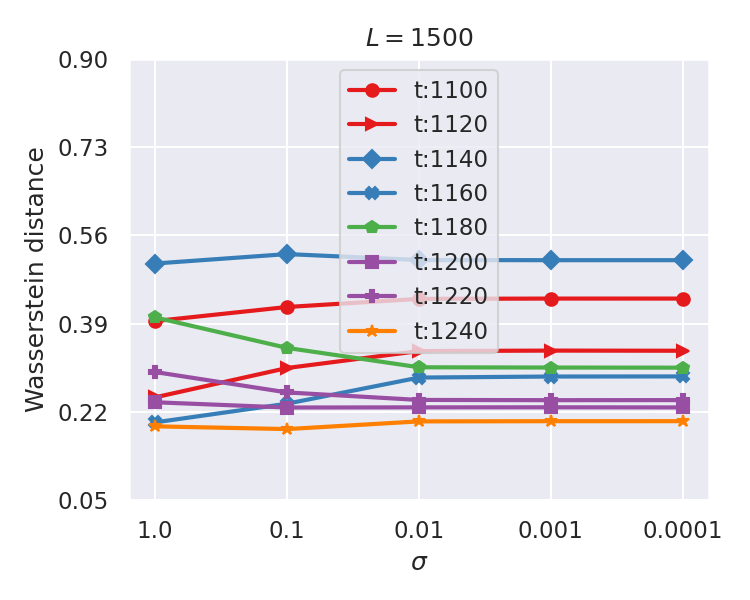 L = 1500
Wasserstein distance
0.90
0.73
0.56
0.39
0.22
0.05
t:1100
t:1120
t:1140
t:1160
t:1180
t:1200
t:1220
t:1240
1.0 0.1 0.01 0.001 0.0001
σ